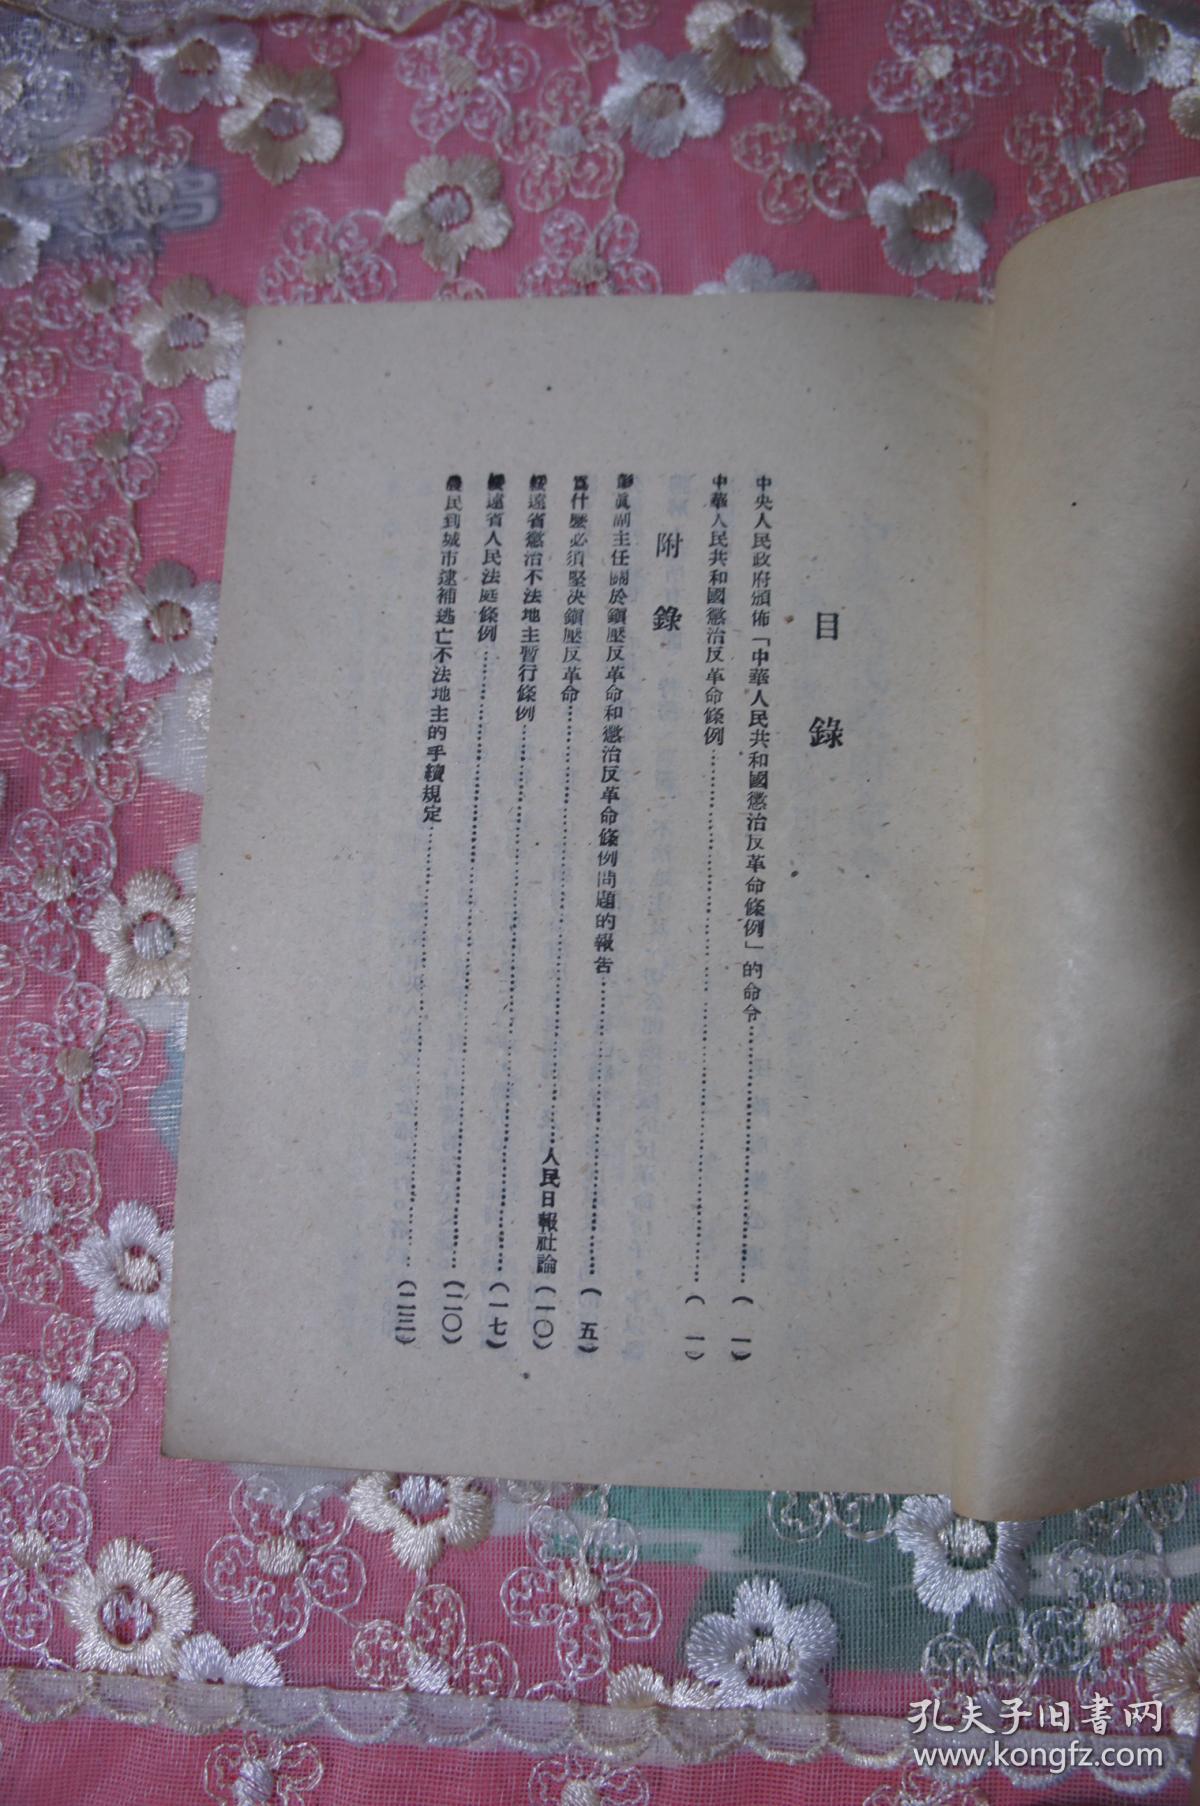 目錄
中央人民政府頒佈「中華人民共和國懲治反革命條例」的命令……(一)
中華人民共和國懲治反革命條例……(一)
附錄
彭眞副主任關於鎭壓反革命和懲治反革命條例問題的報告……(五)
爲什麽必須堅決鎭壓反革命……人民日報社論(一〇)
綏遠省懲治不法地主暫行條例……(一七)
綏遠省人民法庭條例……(二〇)
農民到城市逮補逃亡不法地主的手續規定……(二三)
孔夫子旧書网
www.kongfz.com